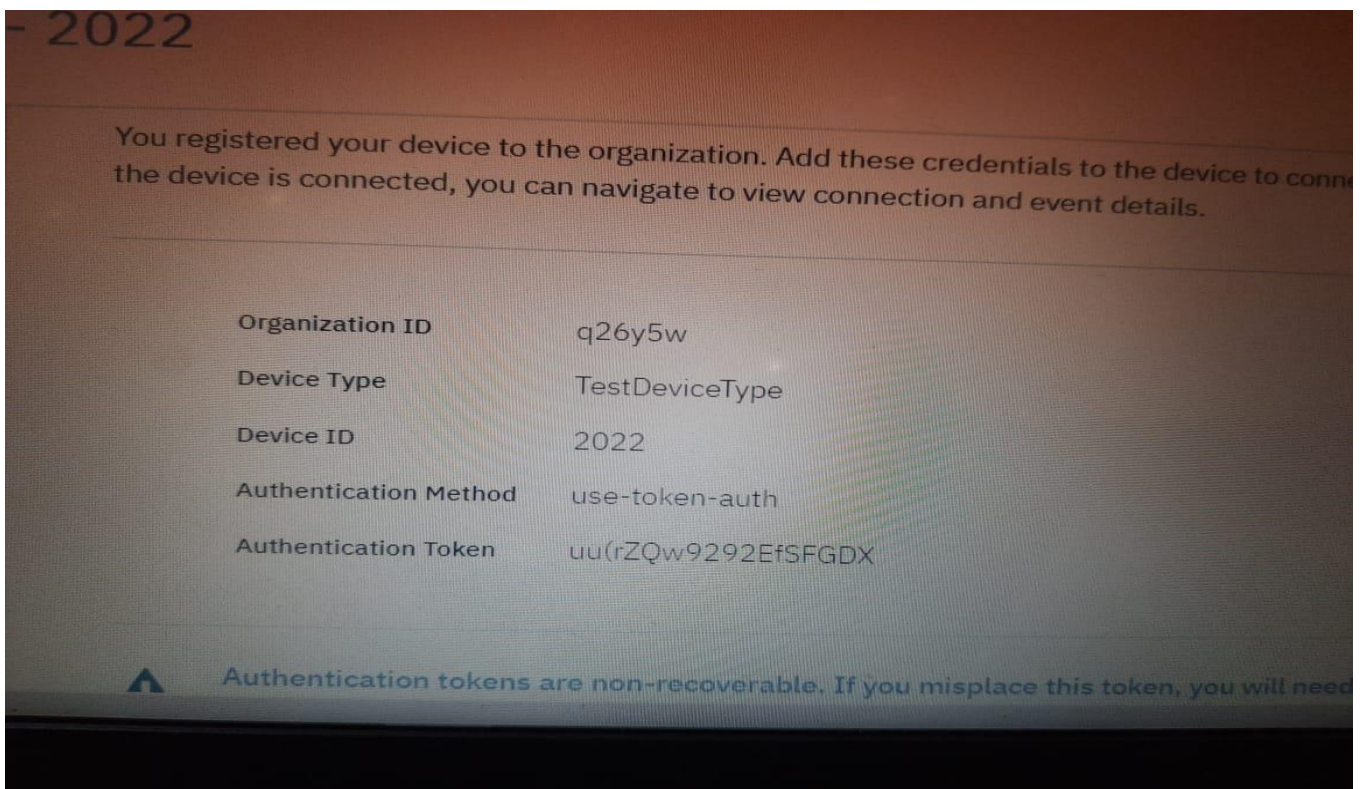 - 2022
You registered your device to the organization. Add these credentials to the device to conne
the device is connected, you can navigate to view connection and event details.
Organization ID q26y5w
Device Type TestDeviceType
Device ID 2022
Authentication Method use-token-auth
Authentication Token uu(rZQw9292EfSFGDX
Authentication tokens are non-recoverable. If you misplace this token, you will need